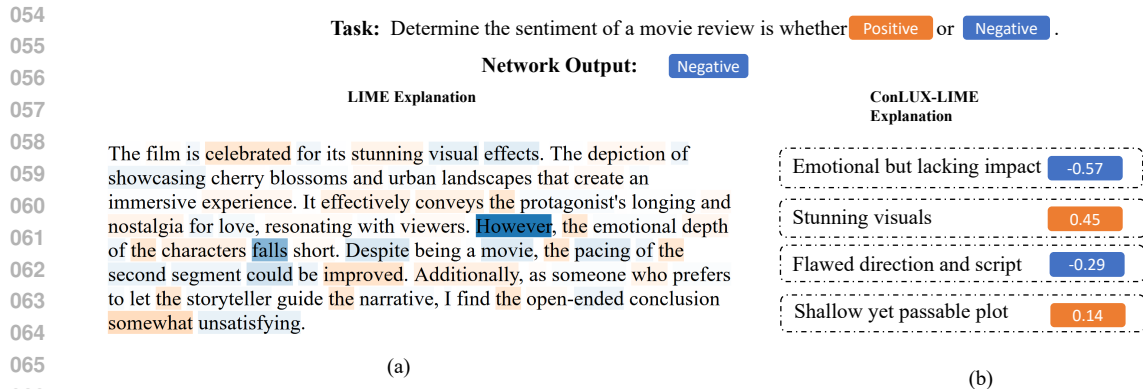 054
055
056
057
058
059
060
061
062
063
064
065
Task: Determine the sentiment of a movie review is whether Positive or Negative .
Network Output: Negative
LIME Explanation
The film is celebrated for its stunning visual effects. The depiction of
showcasing cherry blossoms and urban landscapes that create an
immersive experience. It effectively conveys the protagonist's longing and
nostalgia for love, resonating with viewers. However, the emotional depth
of the characters falls short. Despite being a movie, the pacing of the
second segment could be improved. Additionally, as someone who prefers
to let the storyteller guide the narrative, I find the open-ended conclusion
somewhat unsatisfying.
(a)
ConLUX-LIME
Explanation
Emotional but lacking impact -0.57
Stunning visuals 0.45
Flawed direction and script -0.29
Shallow yet passable plot 0.14
(b)